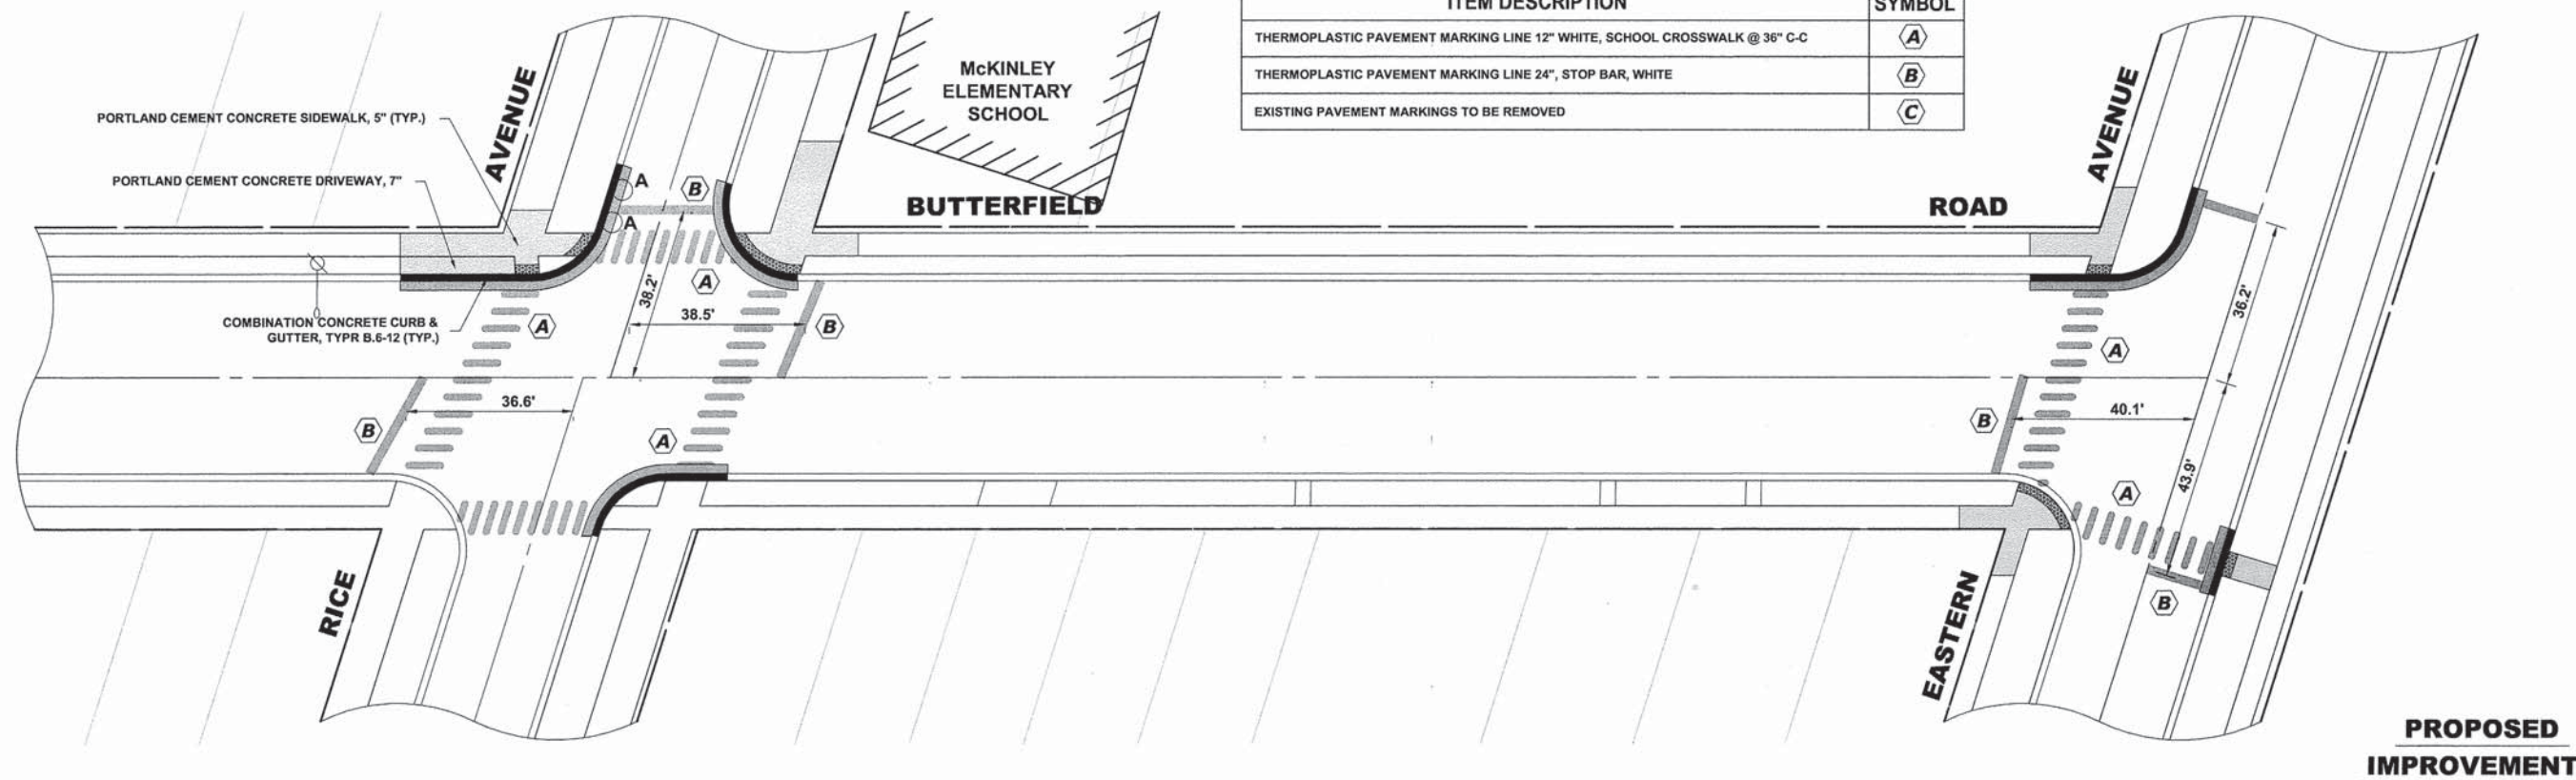 ITEM DESCRIPTION
SYMBOL
THERMOPLASTIC PAVEMENT MARKING LINE 12" WHITE, SCHOOL CROSSWALK @ 36" C-C
A
THERMOPLASTIC PAVEMENT MARKING LINE 24", STOP BAR, WHITE
B
EXISTING PAVEMENT MARKINGS TO BE REMOVED
C
McKINLEY
ELEMENTARY
SCHOOL
AVENUE
AVENUE
PORTLAND CEMENT CONCRETE SIDEWALK, 5" (TYP.)
PORTLAND CEMENT CONCRETE DRIVEWAY, 7"
A
B
A
BUTTERFIELD
ROAD
A
38.2'
38.5'
36.2'
COMBINATION CONCRETE CURB &
GUTTER, TYPR B.6-12 (TYP.)
A
B
A
36.6'
40.1'
B
A
B
43.9'
A
B
RICE
EASTERN
PROPOSED
IMPROVEMENT